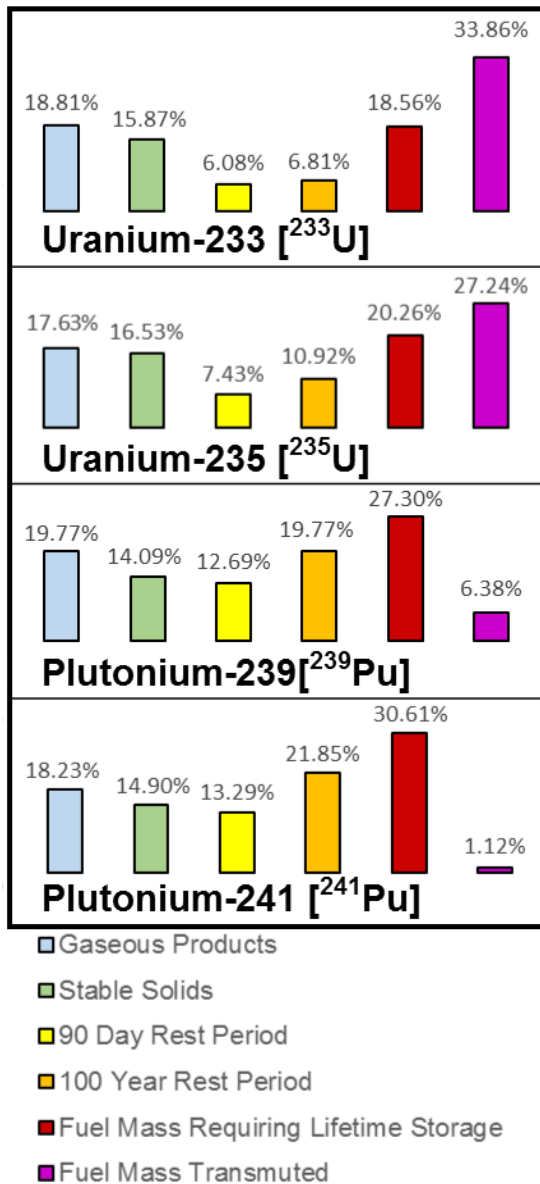 33.86%
18.81%
18.56%
15.87%
6.08%
6.81%
Uranium-233 [²³³U]
27.24%
20.26%
17.63%
16.53%
10.92%
7.43%
Uranium-235 [²³⁵U]
27.30%
19.77%
19.77%
14.09%
12.69%
6.38%
Plutonium-239[²³⁹Pu]
30.61%
21.85%
18.23%
14.90%
13.29%
1.12%
Plutonium-241 [²⁴¹Pu]
Gaseous Products
Stable Solids
90 Day Rest Period
100 Year Rest Period
Fuel Mass Requiring Lifetime Storage
Fuel Mass Transmuted